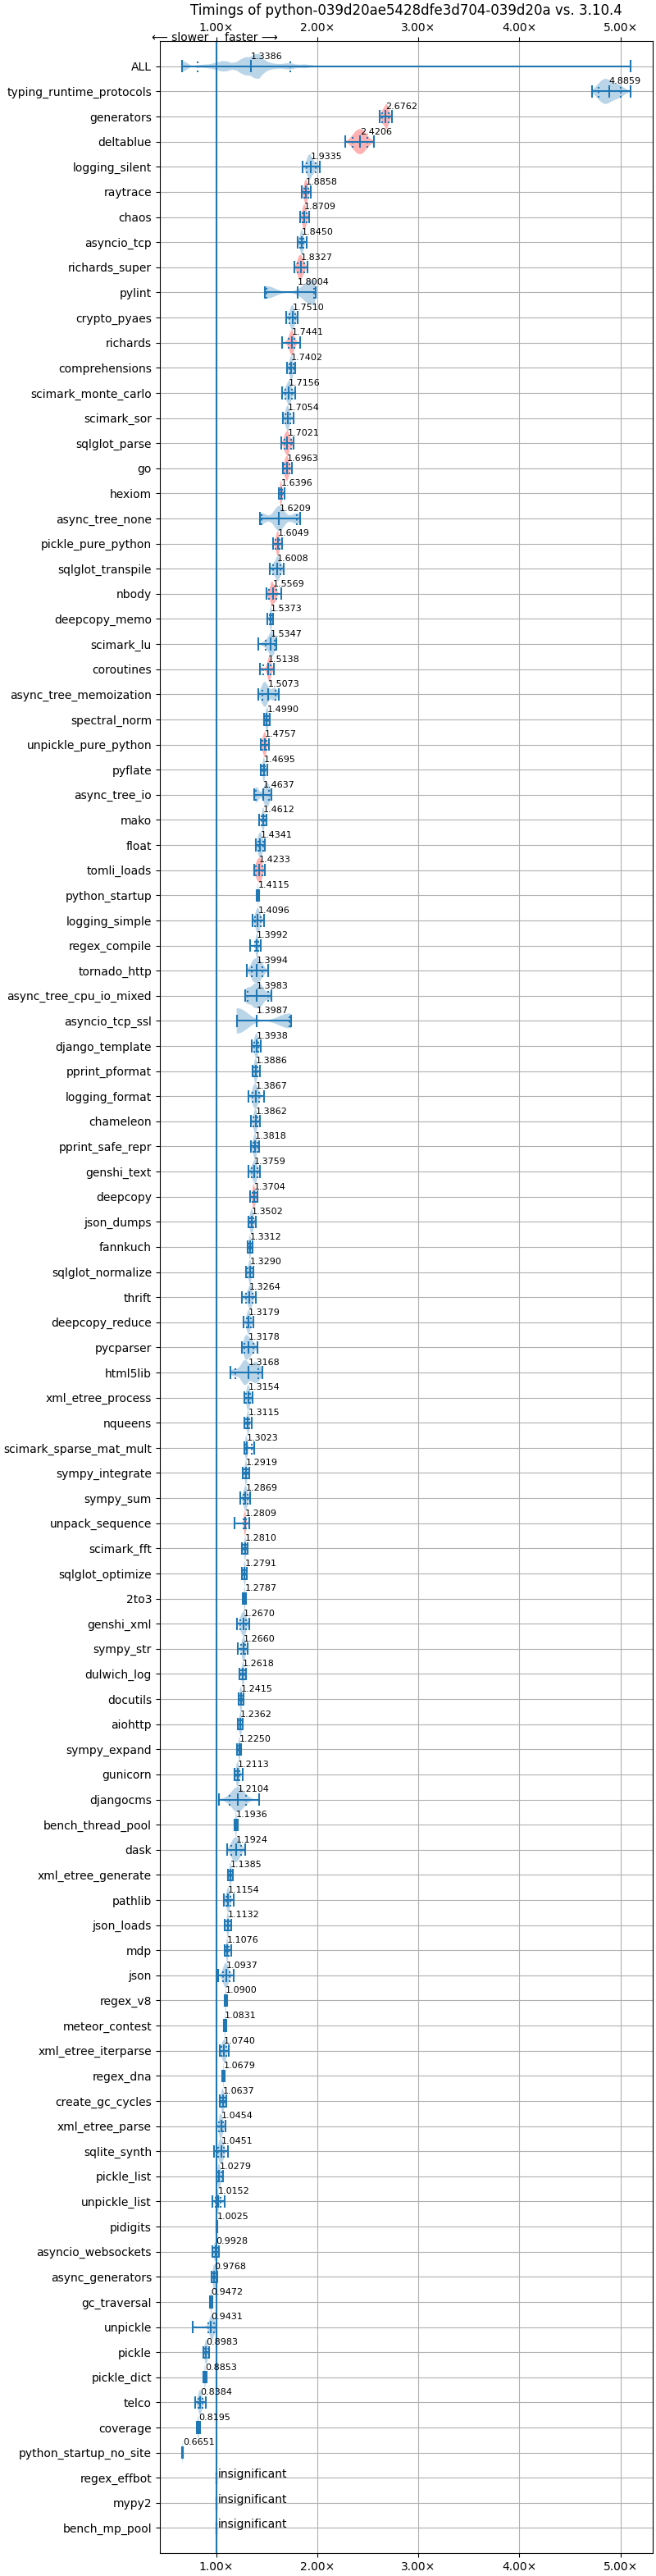 Timings of python-039d20ae5428dfe3d704-039d20a vs. 3.10.4
1.00× 2.00× 3.00× 4.00× 5.00×
⟵ slower faster ⟶
ALL 1.3386
typing_runtime_protocols 4.8859
generators 2.6762
deltablue 2.4206
logging_silent 1.9335
raytrace 1.8858
chaos 1.8709
asyncio_tcp 1.8450
richards_super 1.8327
pylint 1.8004
crypto_pyaes 1.7510
richards 1.7441
comprehensions 1.7402
scimark_monte_carlo 1.7156
scimark_sor 1.7054
sqlglot_parse 1.7021
go 1.6963
hexiom 1.6396
async_tree_none 1.6209
pickle_pure_python 1.6049
sqlglot_transpile 1.6008
nbody 1.5569
deepcopy_memo 1.5373
scimark_lu 1.5347
coroutines 1.5138
async_tree_memoization 1.5073
spectral_norm 1.4990
unpickle_pure_python 1.4757
pyflate 1.4695
async_tree_io 1.4637
mako 1.4612
float 1.4341
tomli_loads 1.4233
python_startup 1.4115
logging_simple 1.4096
regex_compile 1.3992
tornado_http 1.3994
async_tree_cpu_io_mixed 1.3983
asyncio_tcp_ssl 1.3987
django_template 1.3938
pprint_pformat 1.3886
logging_format 1.3867
chameleon 1.3862
pprint_safe_repr 1.3818
genshi_text 1.3759
deepcopy 1.3704
json_dumps 1.3502
fannkuch 1.3312
sqlglot_normalize 1.3290
thrift 1.3264
deepcopy_reduce 1.3179
pycparser 1.3178
html5lib 1.3168
xml_etree_process 1.3154
nqueens 1.3115
scimark_sparse_mat_mult 1.3023
sympy_integrate 1.2919
sympy_sum 1.2869
unpack_sequence 1.2809
scimark_fft 1.2810
sqlglot_optimize 1.2791
2to3 1.2787
genshi_xml 1.2670
sympy_str 1.2660
dulwich_log 1.2618
docutils 1.2415
aiohttp 1.2362
sympy_expand 1.2250
gunicorn 1.2113
djangocms 1.2104
bench_thread_pool 1.1936
dask 1.1924
xml_etree_generate 1.1385
pathlib 1.1154
json_loads 1.1132
mdp 1.1076
json 1.0937
regex_v8 1.0900
meteor_contest 1.0831
xml_etree_iterparse 1.0740
regex_dna 1.0679
create_gc_cycles 1.0637
xml_etree_parse 1.0454
sqlite_synth 1.0451
pickle_list 1.0279
unpickle_list 1.0152
pidigits 1.0025
asyncio_websockets 0.9928
async_generators 0.9768
gc_traversal 0.9472
unpickle 0.9431
pickle 0.8983
pickle_dict 0.8853
telco 0.8384
coverage 0.8195
python_startup_no_site 0.6651
regex_effbot insignificant
mypy2 insignificant
bench_mp_pool insignificant
1.00× 2.00× 3.00× 4.00× 5.00×